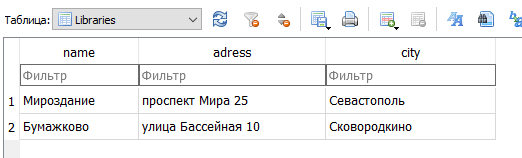 Таблица: Libraries
name adress city
Фильтр Фильтр Фильтр
1 Мироздание проспект Мира 25 Севастополь
2 Бумажково улица Бассейная 10 Сковородкино